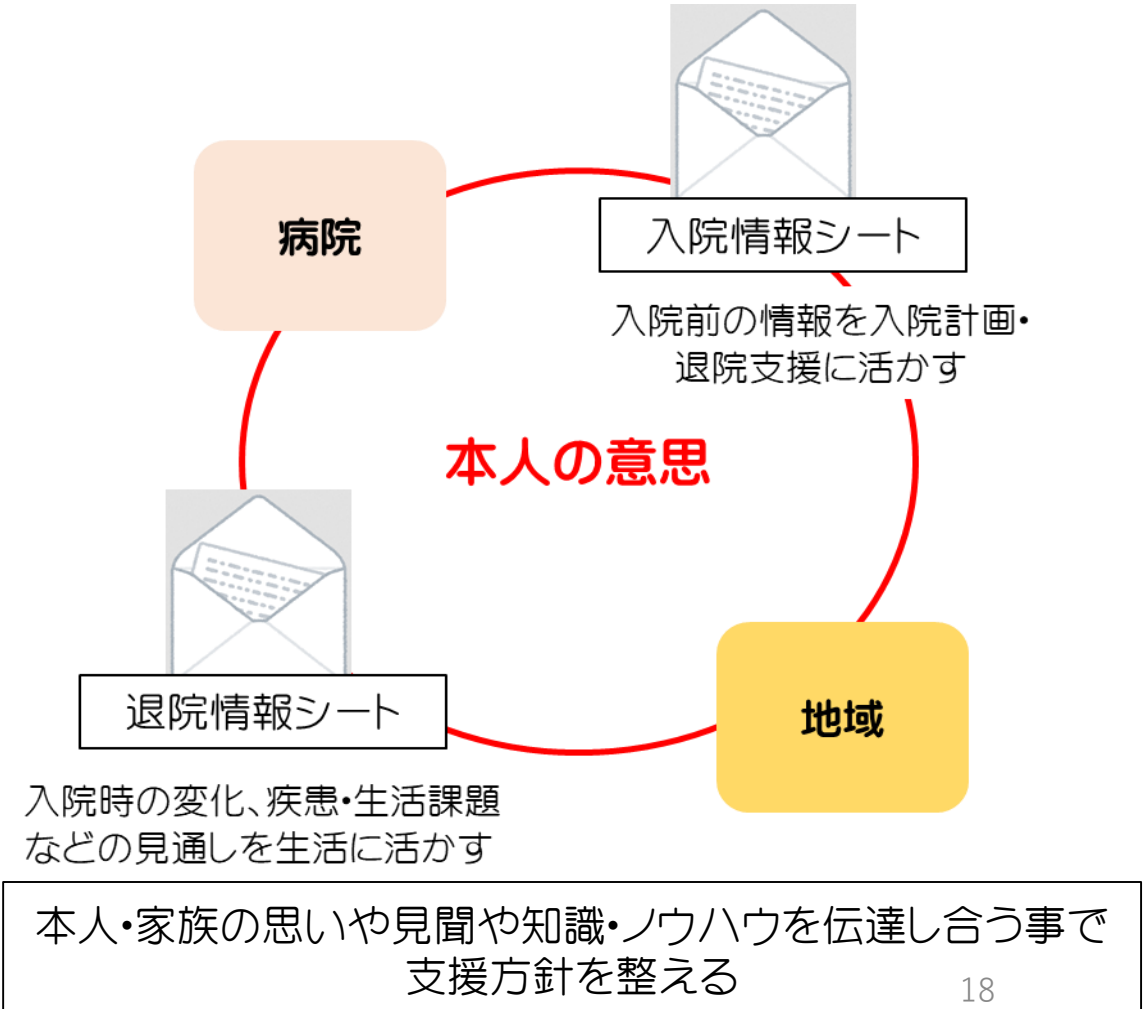 病院
入院情報シート
入院前の情報を入院計画・
退院支援に活かす
本人の意思
退院情報シート
地域
入院時の変化、疾患・生活課題
などの見通しを生活に活かす
本人・家族の思いや見聞や知識・ノウハウを伝達し合う事で
支援方針を整える
18